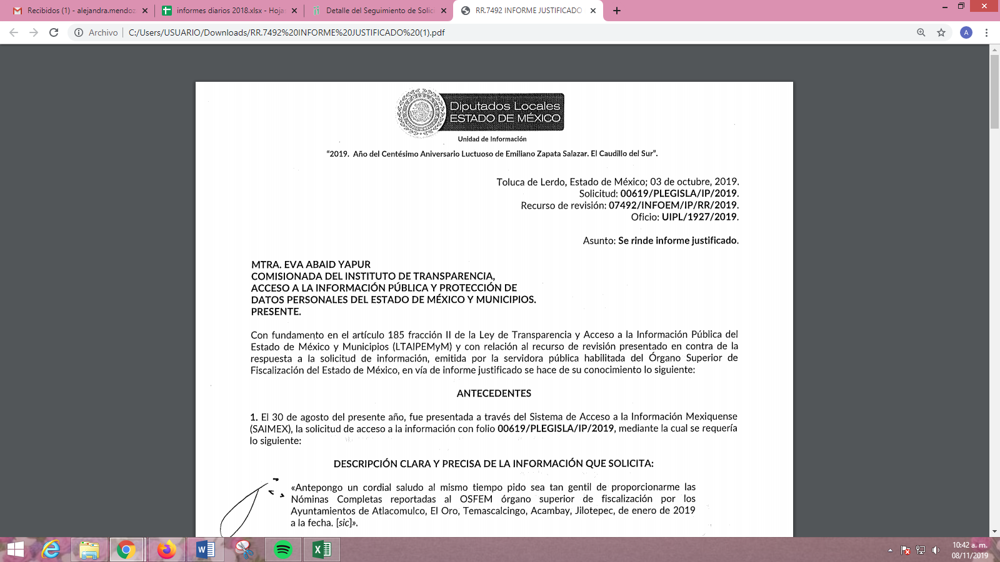 Recibidos (1) - alejandra.mendoz
informes diarios 2018.xlsx - Hoja
Detalle del Seguimiento de Solici
RR.7492 INFORME JUSTIFICADO
Archivo | C:/Users/USUARIO/Downloads/RR.7492%20INFORME%20JUSTIFICADO%20(1).pdf
A
Diputados Locales
ESTADO DE MÉXICO
Unidad de Información
“2019. Año del Centésimo Aniversario Luctuoso de Emiliano Zapata Salazar. El Caudillo del Sur”.
Toluca de Lerdo, Estado de México; 03 de octubre, 2019.
Solicitud: 00619/PLEGISLA/IP/2019.
Recurso de revisión: 07492/INFOEM/IP/RR/2019.
Oficio: UIPL/1927/2019.
Asunto: Se rinde informe justificado.
MTRA. EVA ABAID YAPUR
COMISIONADA DEL INSTITUTO DE TRANSPARENCIA,
ACCESO A LA INFORMACIÓN PÚBLICA Y PROTECCIÓN DE
DATOS PERSONALES DEL ESTADO DE MÉXICO Y MUNICIPIOS.
PRESENTE.
Con fundamento en el artículo 185 fracción II de la Ley de Transparencia y Acceso a la Información Pública del
Estado de México y Municipios (LTAIPEMyM) y con relación al recurso de revisión presentado en contra de la
respuesta a la solicitud de información, emitida por la servidora pública habilitada del Órgano Superior de
Fiscalización del Estado de México, en vía de informe justificado se hace de su conocimiento lo siguiente:
ANTECEDENTES
1. El 30 de agosto del presente año, fue presentada a través del Sistema de Acceso a la Información Mexiquense
(SAIMEX), la solicitud de acceso a la información con folio 00619/PLEGISLA/IP/2019, mediante la cual se requería
lo siguiente:
DESCRIPCIÓN CLARA Y PRECISA DE LA INFORMACIÓN QUE SOLICITA:
«Antepongo un cordial saludo al mismo tiempo pido sea tan gentil de proporcionarme las
Nóminas Completas reportadas al OSFEM órgano superior de fiscalización por los
Ayuntamientos de Atlacomulco, El Oro, Temascalcingo, Acambay, Jilotepec, de enero de 2019
a la fecha. [sic]».
10:42 a. m.
08/11/2019